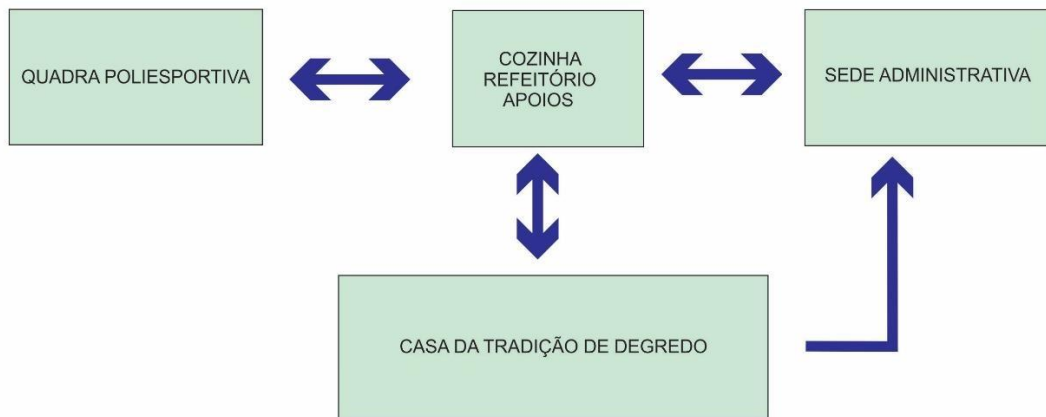 QUADRA POLIESPORTIVA
COZINHA
REFEITÓRIO
APOIOS
SEDE ADMINISTRATIVA
CASA DA TRADIÇÃO DE DEGREDO